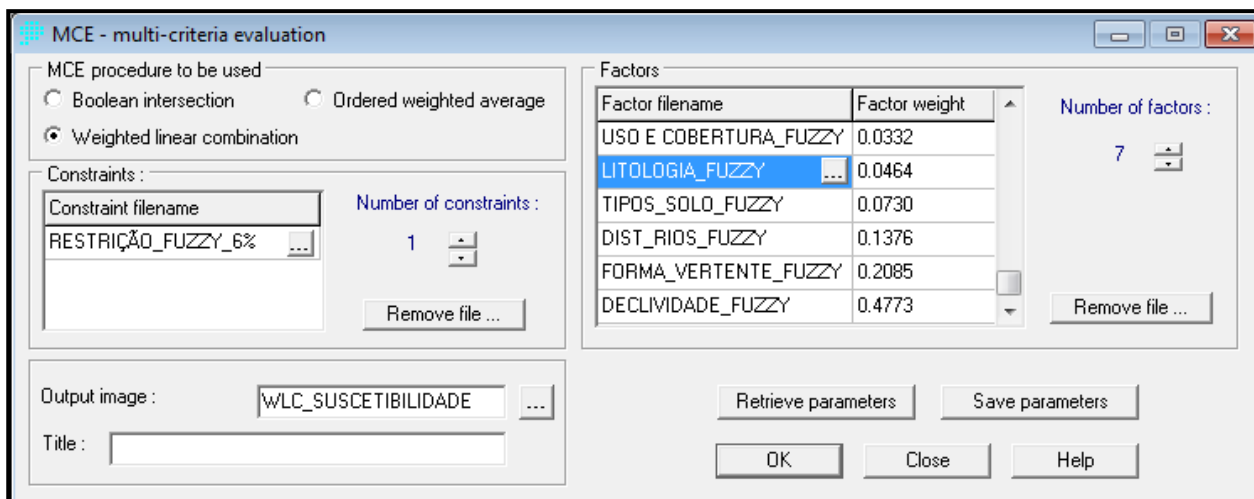 MCE - multi-criteria evaluation
MCE procedure to be used
Boolean intersection
Ordered weighted average
Weighted linear combination
Constraints :
Constraint filename
RESTRIÇÃO_FUZZY_6% ...
Number of constraints :
1
Remove file ...
Factors
Factor filename Factor weight
USO E COBERTURA_FUZZY 0.0332
LITOLOGIA_FUZZY ... 0.0464
TIPOS_SOLO_FUZZY 0.0730
DIST_RIOS_FUZZY 0.1376
FORMA_VERTENTE_FUZZY 0.2085
DECLIVIDADE_FUZZY 0.4773
Number of factors :
7
Remove file ...
Output image : WLC_SUSCETIBILIDADE ...
Title :
Retrieve parameters Save parameters
OK Close Help